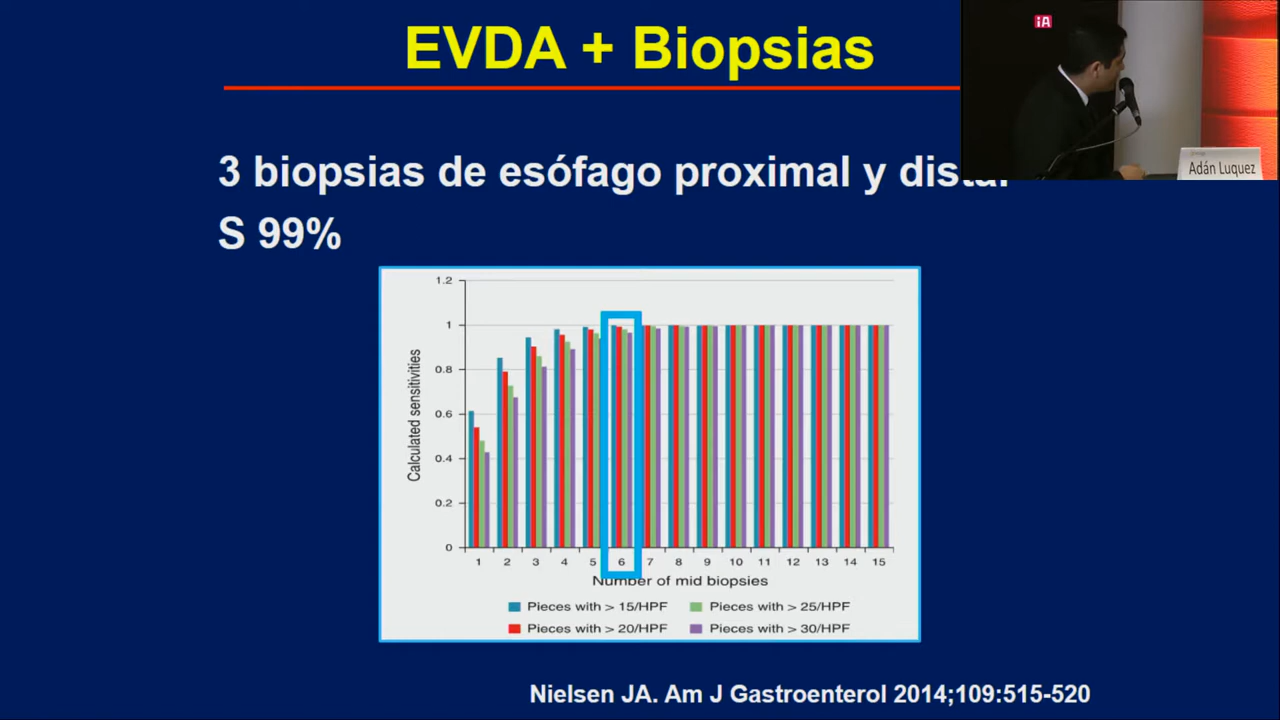 EVDA + Biopsias
iA
Adán Luquez
3 biopsias de esófago proximal y distal
S 99%
1.2
1
0.8
0.6
0.4
0.2
0
Calculated sensitivities
1 2 3 4 5 6 7 8 9 10 11 12 13 14 15
Number of mid biopsies
Pieces with > 15/HPF Pieces with > 25/HPF
Pieces with > 20/HPF Pieces with > 30/HPF
Nielsen JA. Am J Gastroenterol 2014;109:515-520